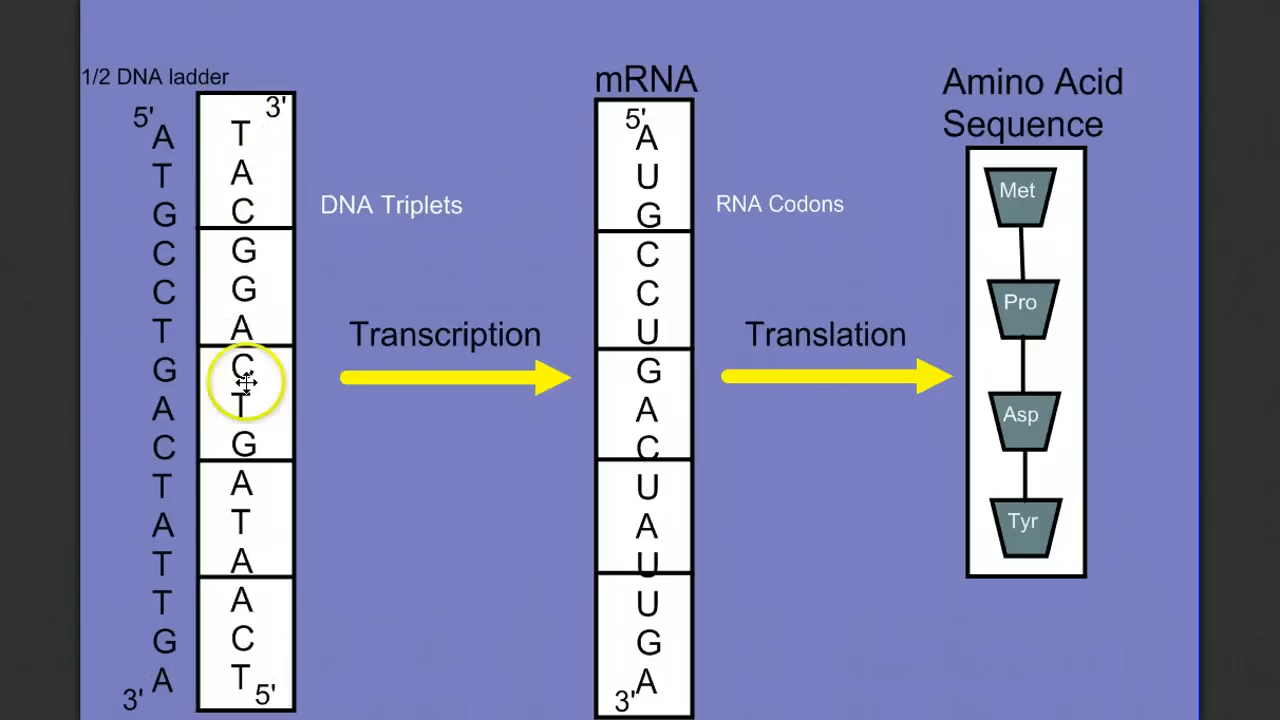 1/2 DNA ladder
5'
A
T
G
C
C
T
G
A
C
T
A
T
T
G
A
3'
3'
T
A
C
G
G
A
C
T
G
A
T
A
A
C
T
5'
DNA Triplets
Transcription
mRNA
5'
A
U
G
C
C
U
G
A
C
U
A
U
U
G
A
3'
RNA Codons
Translation
Amino Acid
Sequence
Met
Pro
Asp
Tyr